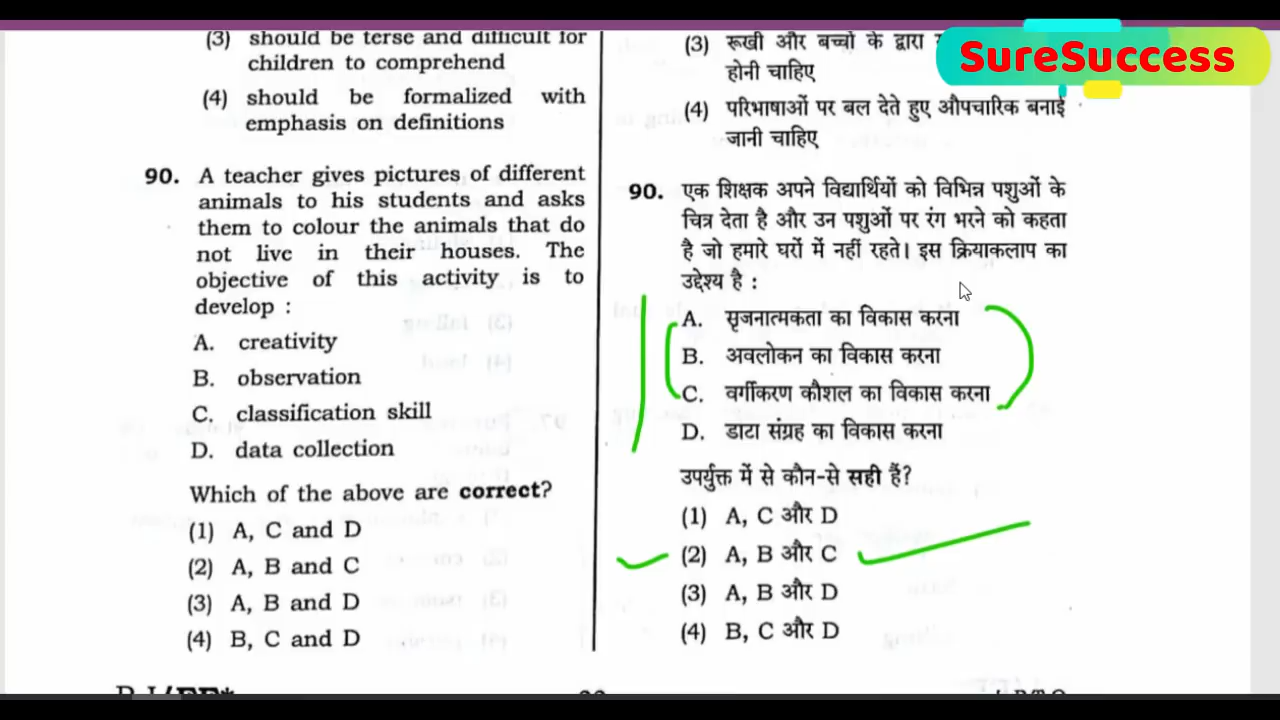 (3) should be terse and difficult for
children to comprehend
(4) should be formalized with
emphasis on definitions
90. A teacher gives pictures of different
animals to his students and asks
them to colour the animals that do
not live in their houses. The
objective of this activity is to
develop :
A. creativity
B. observation
C. classification skill
D. data collection
Which of the above are correct?
(1) A, C and D
(2) A, B and C
(3) A, B and D
(4) B, C and D
(3) रूखी और बच्चों के द्वारा
होनी चाहिए
(4) परिभाषाओं पर बल देते हुए औपचारिक बनाई
जानी चाहिए
90. एक शिक्षक अपने विद्यार्थियों को विभिन्न पशुओं के
चित्र देता है और उन पशुओं पर रंग भरने को कहता
है जो हमारे घरों में नहीं रहते। इस क्रियाकलाप का
उद्देश्य है :
A. सृजनात्मकता का विकास करना
B. अवलोकन का विकास करना
C. वर्गीकरण कौशल का विकास करना
D. डाटा संग्रह का विकास करना
उपर्युक्त में से कौन-से सही हैं?
(1) A, C और D
(2) A, B और C
(3) A, B और D
(4) B, C और D
SureSuccess